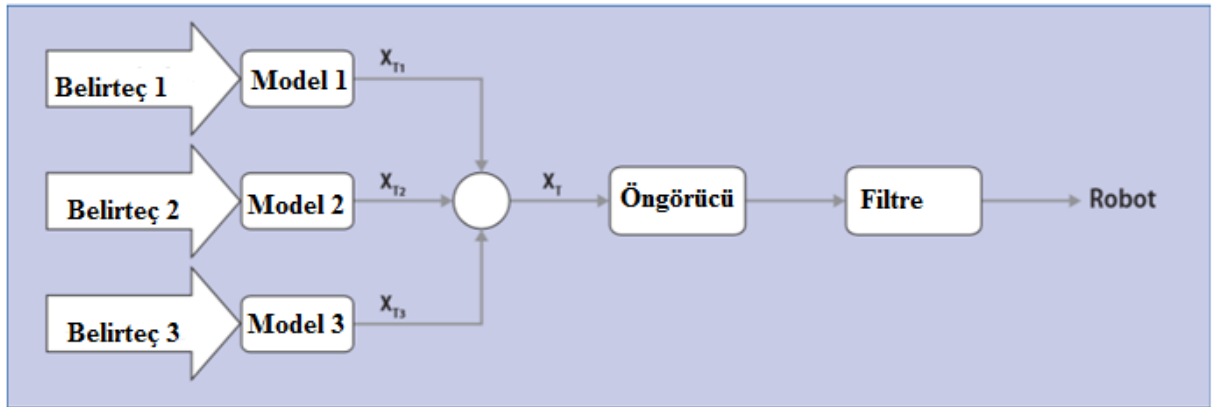 Belirteç 1
Model 1
X_T1
Belirteç 2
Model 2
X_T2
X_T
Öngörücü
Filtre
Robot
Belirteç 3
Model 3
X_T3